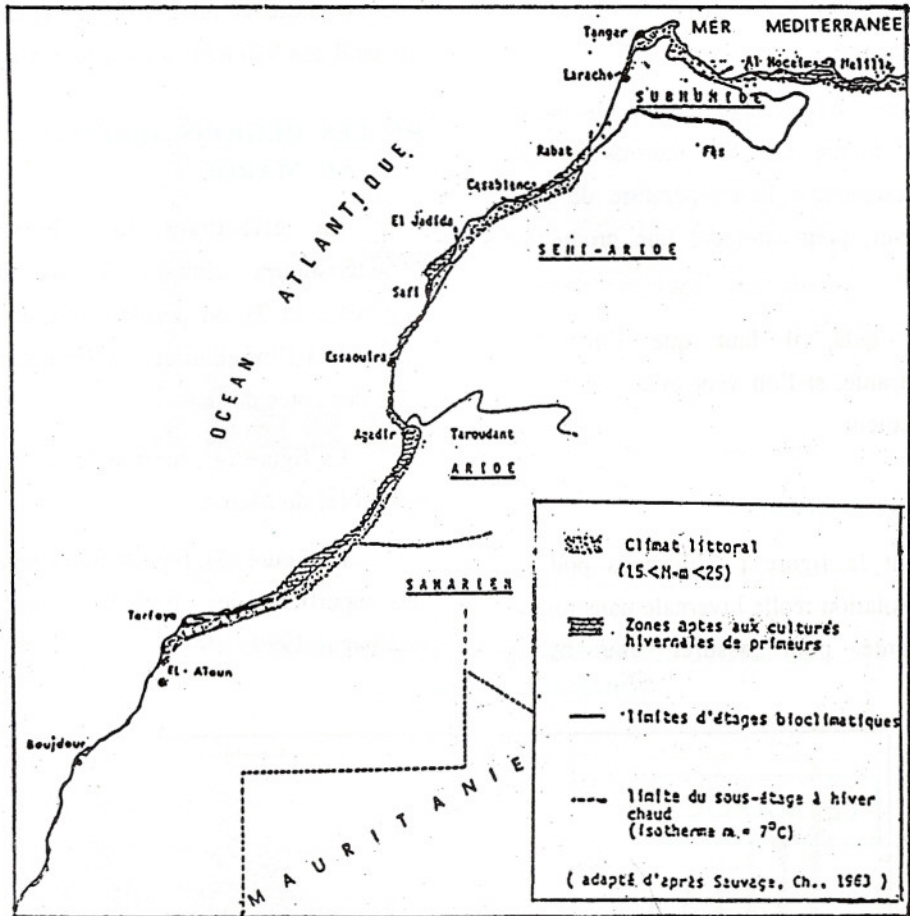 MER MEDITERRANEE
Tanger
Al Hoceima Melilla
Larache
SUBHUMIDE
Rabat
Fès
Casablanca
El Jadida
SEMI-ARIDE
Safi
OCEAN ATLANTIQUE
Essaouira
Agadir
Taroudant
ARIDE
SAHARIEN
Tarfaya
EL-Aïoun
Boujdour
MAURITANIE
Climat littoral
(15<M-m<25)
Zones aptes aux cultures
hivernales de primeurs
limites d'étages bioclimatiques
limite du sous-étage à hiver
chaud
(isotherme m = 7°C)
( adapté d'après Sauvage, Ch., 1963 )